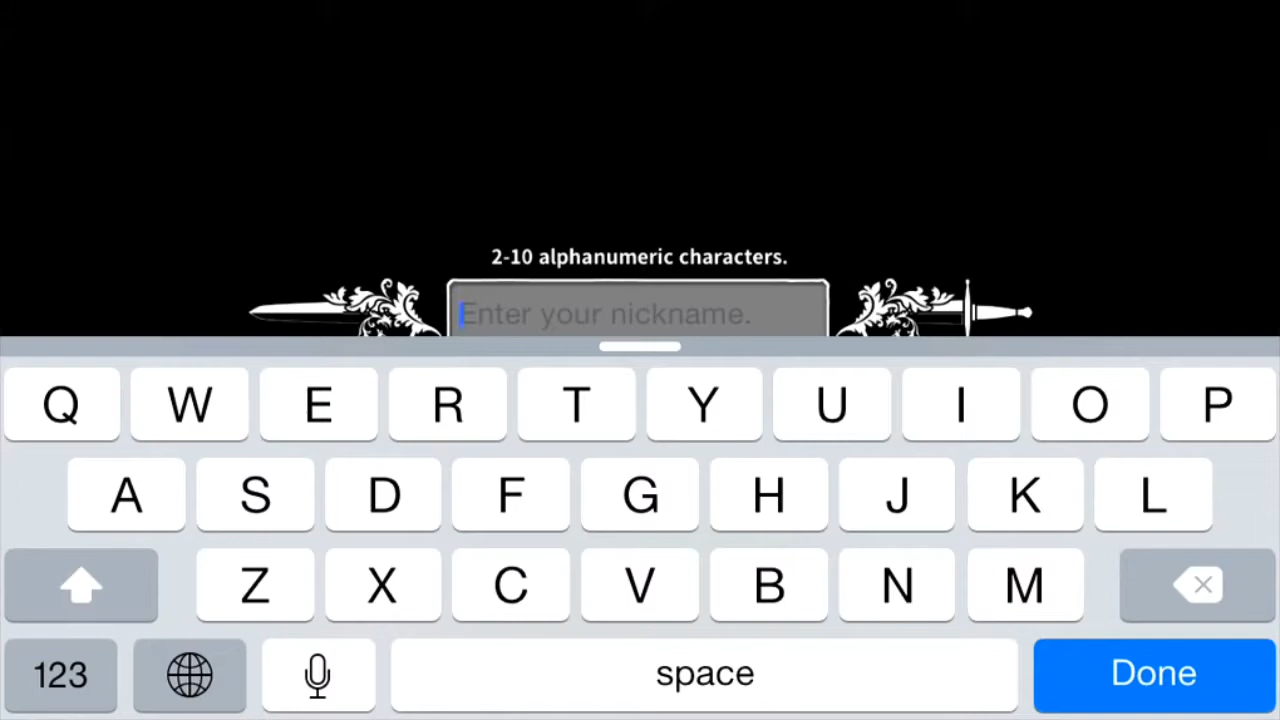 2-10 alphanumeric characters.
Enter your nickname.
Q W E R T Y U I O P
A S D F G H J K L
Z X C V B N M
123 space Done